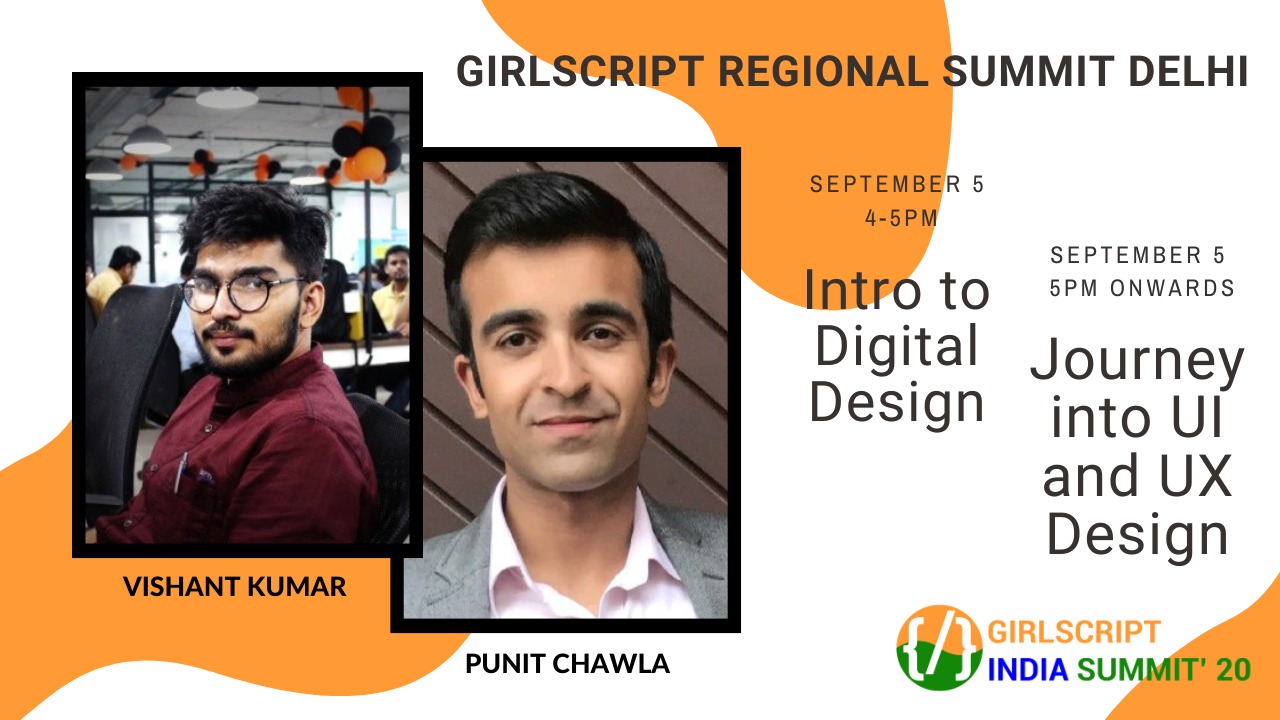 GIRLSCRIPT REGIONAL SUMMIT DELHI
SEPTEMBER 5
4-5PM
Intro to
Digital
Design
SEPTEMBER 5
5PM ONWARDS
Journey
into UI
and UX
Design
VISHANT KUMAR
PUNIT CHAWLA
{/}
GIRLSCRIPT
INDIA SUMMIT' 20